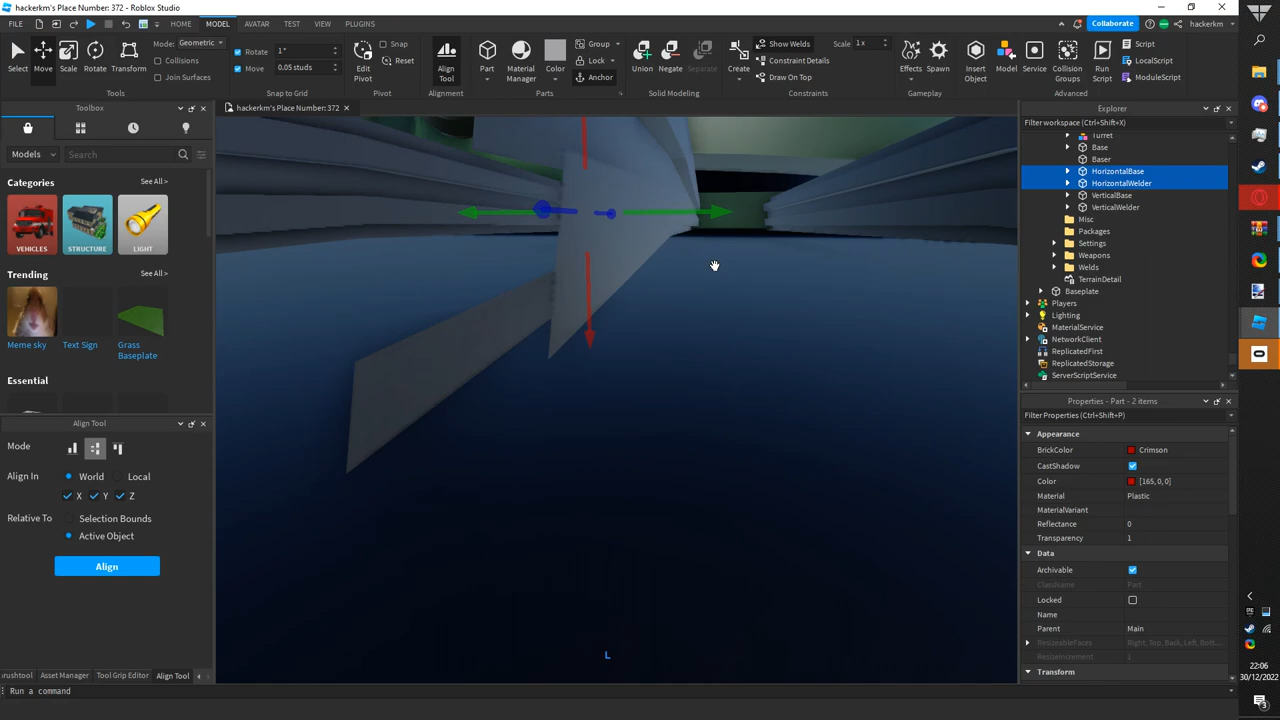 hackerkm's Place Number: 372 - Roblox Studio
FILE
HOME
MODEL
AVATAR
TEST
VIEW
PLUGINS
Collaborate
hackerkm
Select
Move
Scale
Rotate
Transform
Mode: Geometric
Collisions
Join Surfaces
Tools
Rotate 1°
Move 0.05 studs
Snap to Grid
Edit Pivot
Snap
Reset
Pivot
Align Tool
Alignment
Part
Material Manager
Color
Group
Lock
Anchor
Parts
Union
Negate
Separate
Solid Modeling
Create
Show Welds
Scale 1x
Constraint Details
Draw On Top
Constraints
Effects
Spawn
Gameplay
Insert Object
Model
Service
Collision Groups
Run Script
Script
LocalScript
ModuleScript
Advanced
Toolbox
hackerkm's Place Number: 372
Explorer
Filter workspace (Ctrl+Shift+X)
Models
Search
Categories
See All >
VEHICLES
STRUCTURE
LIGHT
Trending
See All >
Meme sky
Text Sign
Grass Baseplate
Essential
See All >
Turret
Base
Baser
HorizontalBase
HorizontalWelder
VerticalBase
VerticalWelder
Misc
Packages
Settings
Weapons
Welds
TerrainDetail
Baseplate
Players
Lighting
MaterialService
NetworkClient
ReplicatedFirst
ReplicatedStorage
ServerScriptService
Properties - Part - 2 items
Filter Properties (Ctrl+Shift+P)
Appearance
BrickColor Crimson
CastShadow
Color [165, 0, 0]
Material Plastic
MaterialVariant
Reflectance 0
Transparency 1
Data
Archivable
ClassName Part
Locked
Name
Parent Main
ResizeableFaces Right, Top, Back, Left, Bott...
ResizeIncrement 1
Transform
Align Tool
Mode
Align In World Local
X Y Z
Relative To Selection Bounds
Active Object
Align
L
rushtool
Asset Manager
Tool Grip Editor
Align Tool
Run a command
22:06
30/12/2022